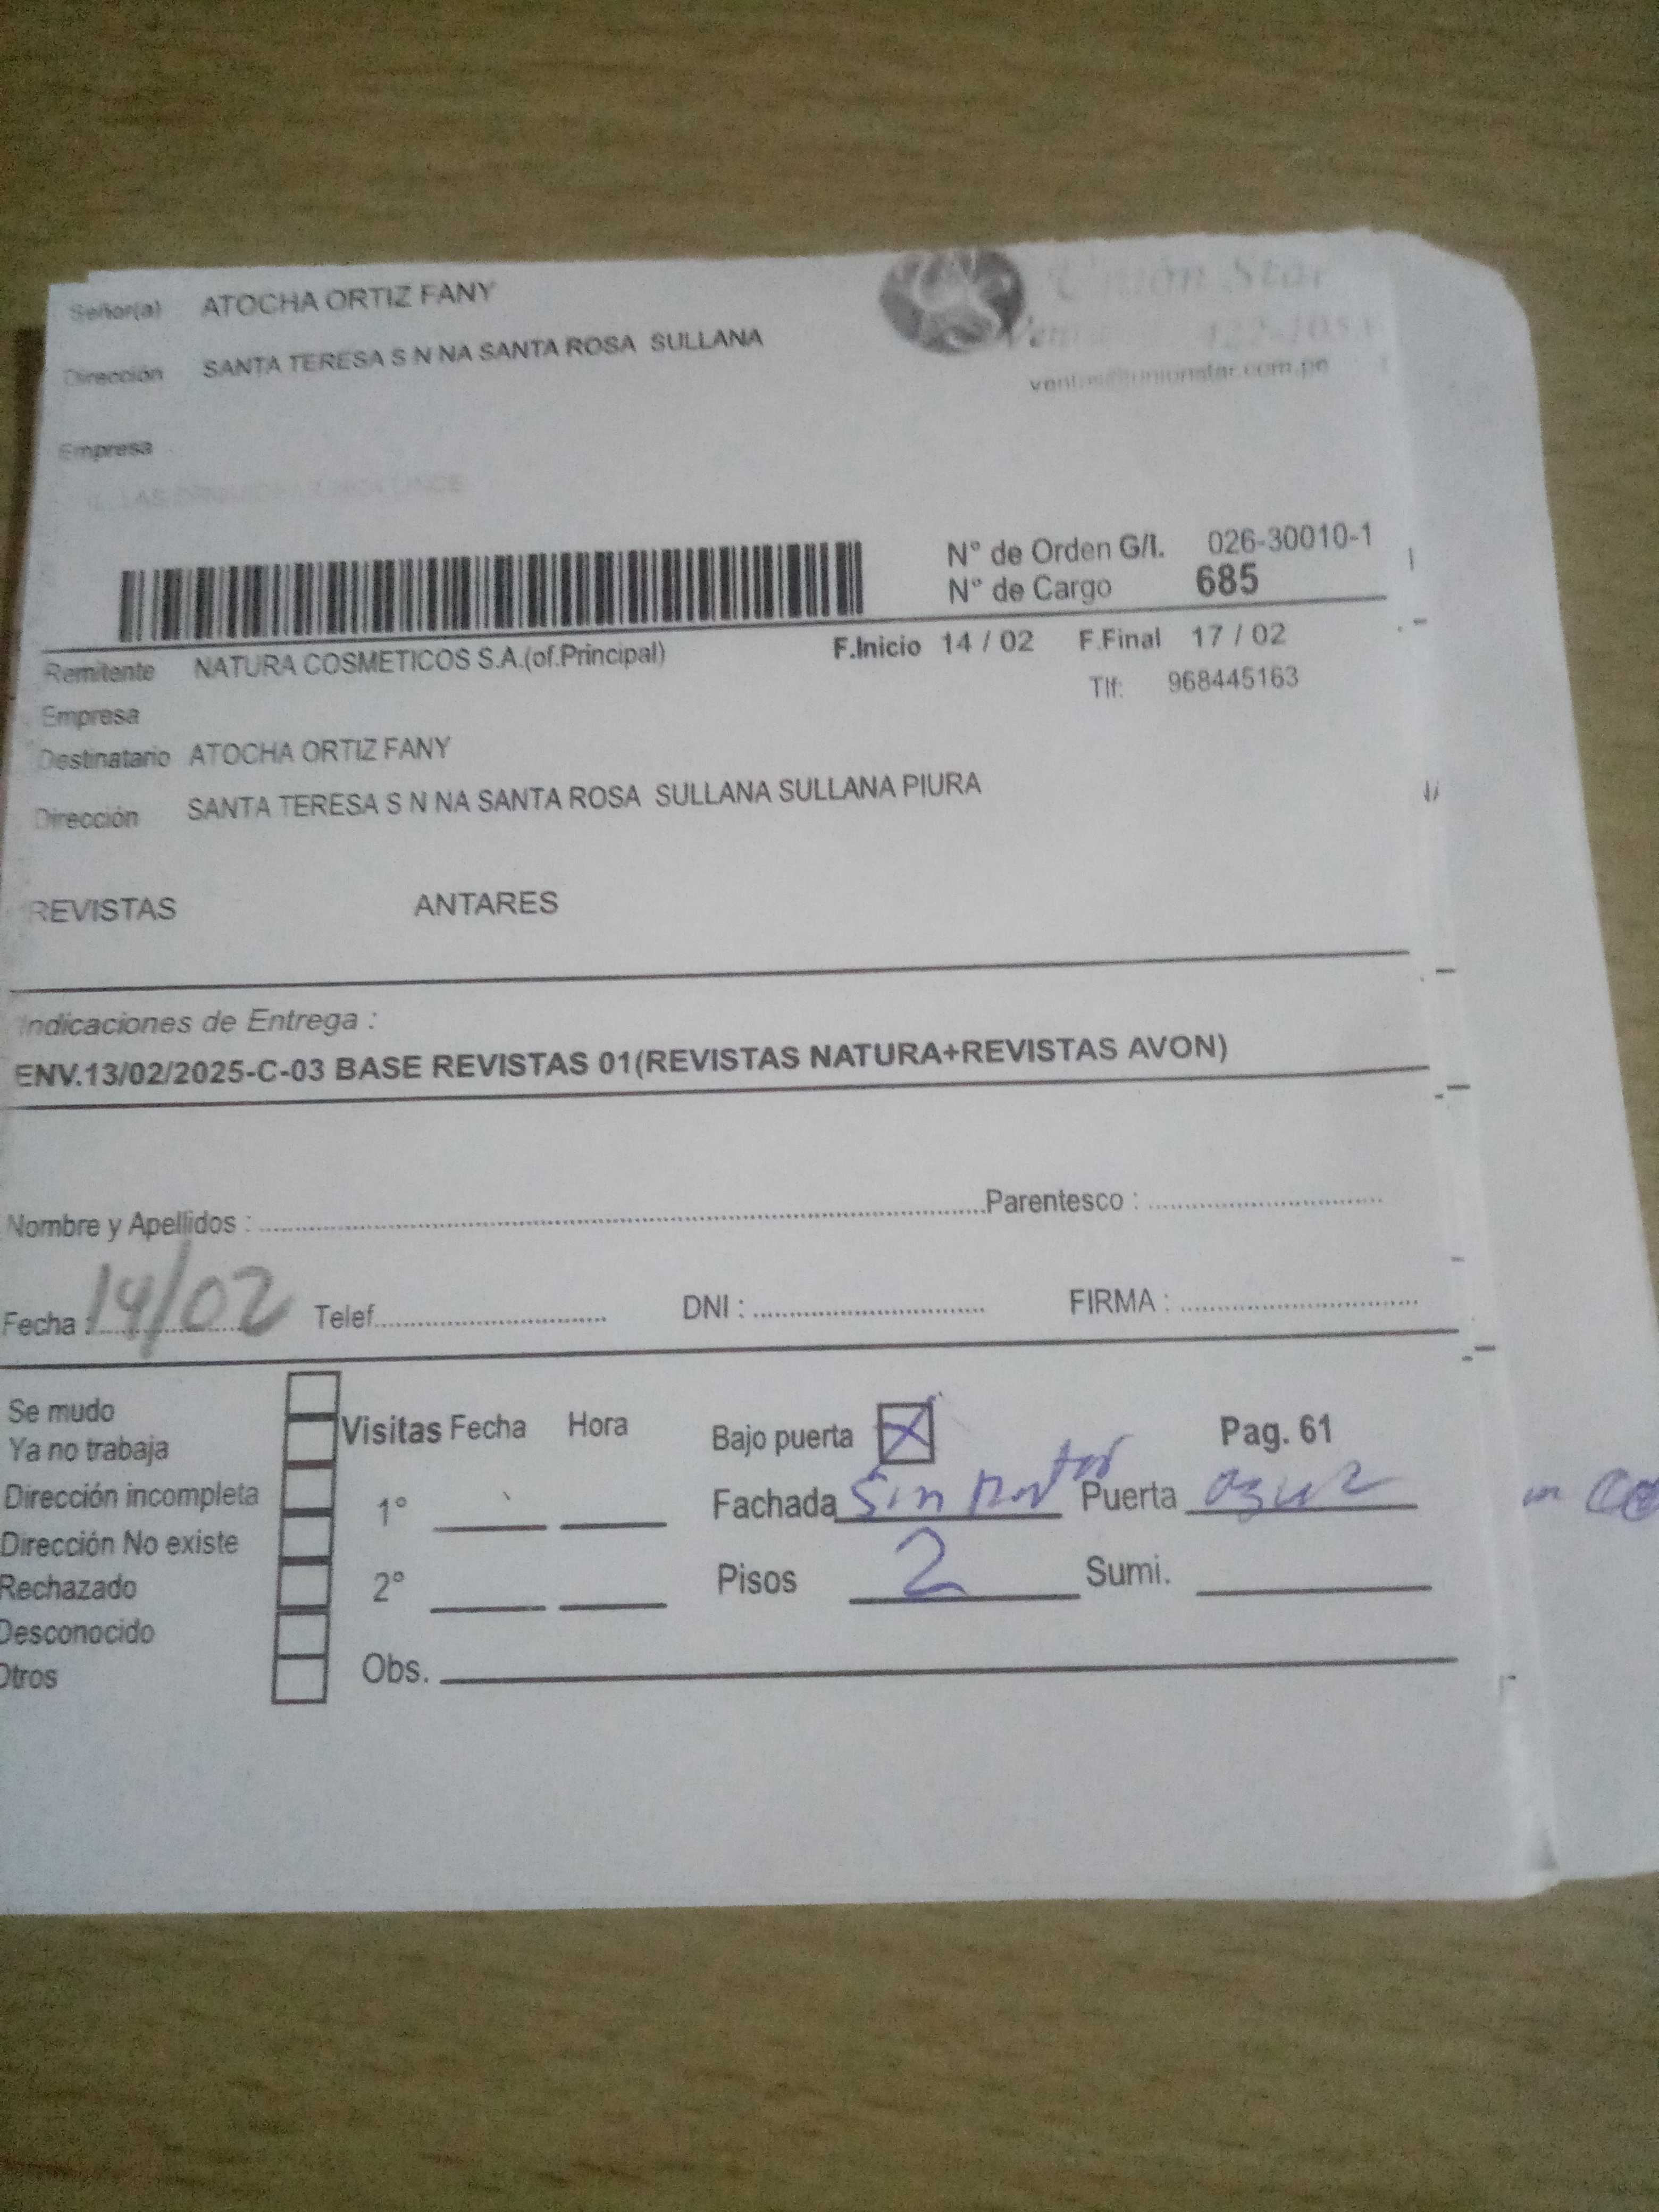 Señor(a) ATOCHA ORTIZ FANY
Unión Star
Dirección SANTA TERESA S N NA SANTA ROSA SULLANA
ventas@unionstar.com.pe
Empresa
N° de Orden G/I. 026-30010-1
N° de Cargo 685
Remitente NATURA COSMETICOS S.A.(of.Principal) F.Inicio 14 / 02 F.Final 17 / 02
Tlf: 968445163
Empresa
Destinatario ATOCHA ORTIZ FANY
Dirección SANTA TERESA S N NA SANTA ROSA SULLANA SULLANA PIURA
REVISTAS ANTARES
Indicaciones de Entrega :
ENV.13/02/2025-C-03 BASE REVISTAS 01(REVISTAS NATURA+REVISTAS AVON)
Nombre y Apellidos : Parentesco :
Fecha : 14/02 Telef. DNI : FIRMA :
Se mudo
Ya no trabaja
Dirección incompleta
Dirección No existe
Rechazado
Desconocido
Otros
Visitas Fecha Hora
1°
2°
Obs.
Bajo puerta X Pag. 61
Fachada Sin Puerta azul
Pisos 2 Sumi.